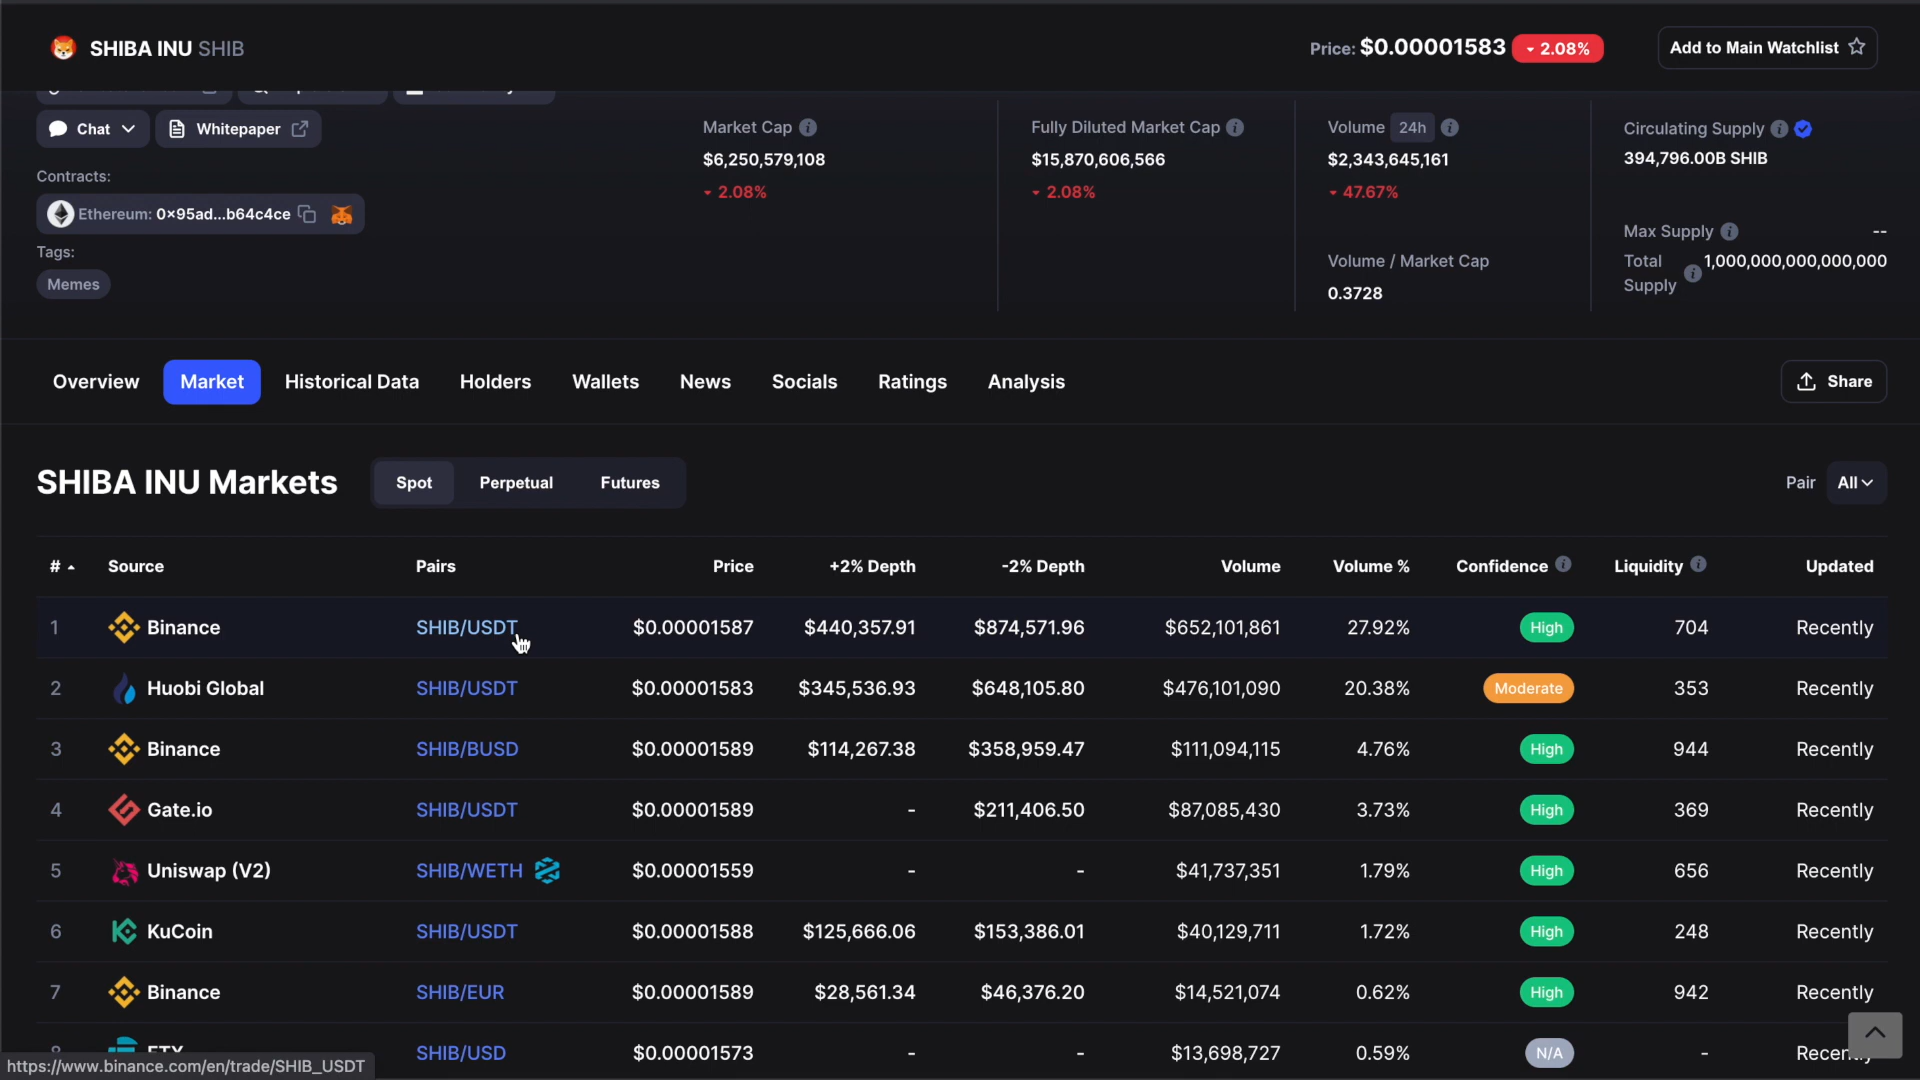 SHIBA INU SHIB
Price: $0.00001583 2.08%
Add to Main Watchlist
Chat
Whitepaper
Contracts:
Ethereum: 0x95ad...b64c4ce
Tags:
Memes
Market Cap
$6,250,579,108
2.08%
Fully Diluted Market Cap
$15,870,606,566
2.08%
Volume 24h
$2,343,645,161
47.67%
Volume / Market Cap
0.3728
Circulating Supply
394,796.00B SHIB
Max Supply --
Total Supply 1,000,000,000,000,000
Overview Market Historical Data Holders Wallets News Socials Ratings Analysis
Share
SHIBA INU Markets Spot Perpetual Futures
Pair All
# Source Pairs Price +2% Depth -2% Depth Volume Volume % Confidence Liquidity Updated
1 Binance SHIB/USDT $0.00001587 $440,357.91 $874,571.96 $652,101,861 27.92% High 704 Recently
2 Huobi Global SHIB/USDT $0.00001583 $345,536.93 $648,105.80 $476,101,090 20.38% Moderate 353 Recently
3 Binance SHIB/BUSD $0.00001589 $114,267.38 $358,959.47 $111,094,115 4.76% High 944 Recently
4 Gate.io SHIB/USDT $0.00001589 - $211,406.50 $87,085,430 3.73% High 369 Recently
5 Uniswap (V2) SHIB/WETH $0.00001559 - - $41,737,351 1.79% High 656 Recently
6 KuCoin SHIB/USDT $0.00001588 $125,666.06 $153,386.01 $40,129,711 1.72% High 248 Recently
7 Binance SHIB/EUR $0.00001589 $28,561.34 $46,376.20 $14,521,074 0.62% High 942 Recently
8 FTX SHIB/USD $0.00001573 - - $13,698,727 0.59% N/A - Recently
https://www.binance.com/en/trade/SHIB_USDT